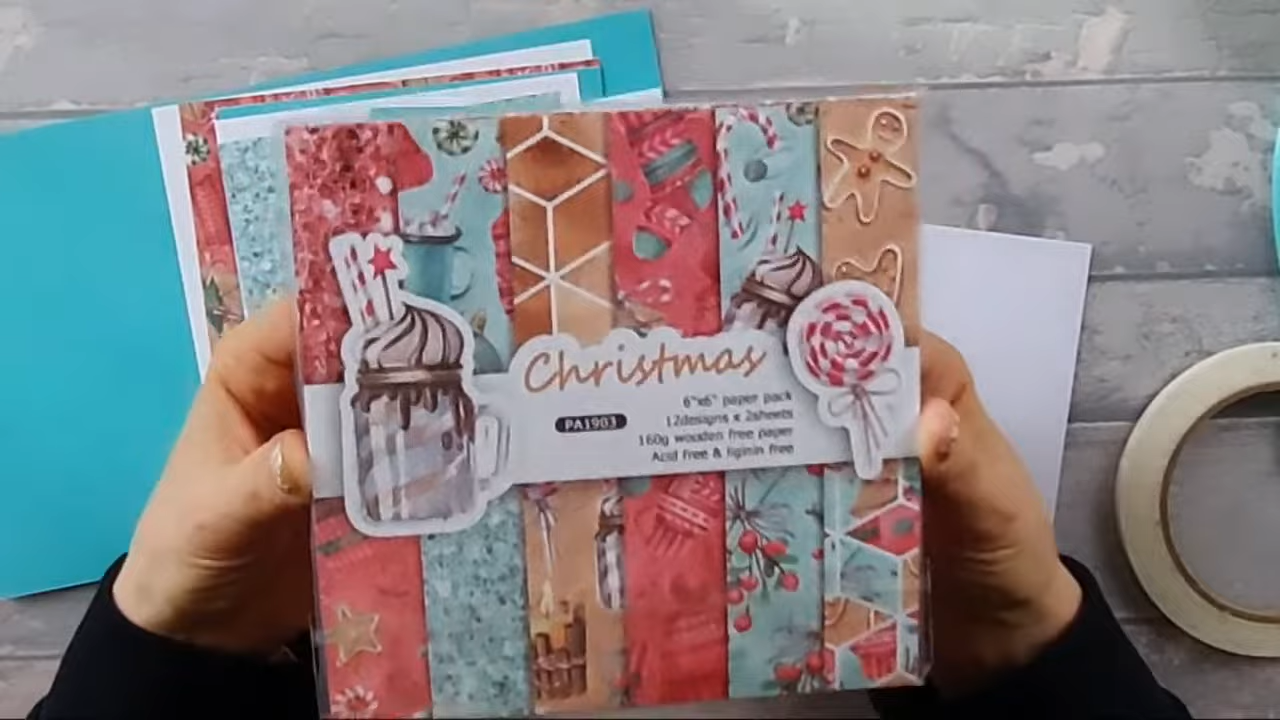 Christmas
6"x6" paper pack
PA1903
12designs x 2sheets
160g wooden free paper
Acid free & liginin free